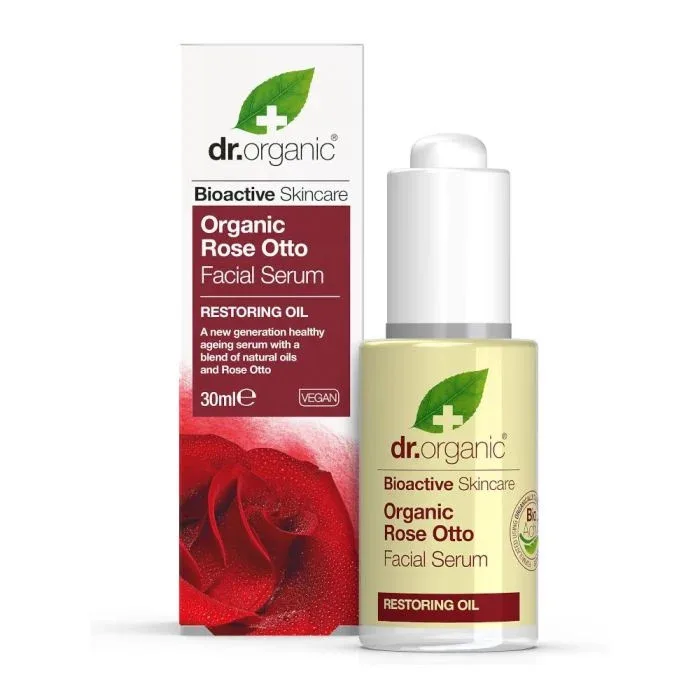 dr.organic®
Bioactive Skincare
Organic
Rose Otto
Facial Serum
RESTORING OIL
A new generation healthy
ageing serum with a
blend of natural oils
and Rose Otto
30ml℮
VEGAN
dr.organic®
Bioactive Skincare
Organic
Rose Otto
Facial Serum
RESTORING OIL
Bio